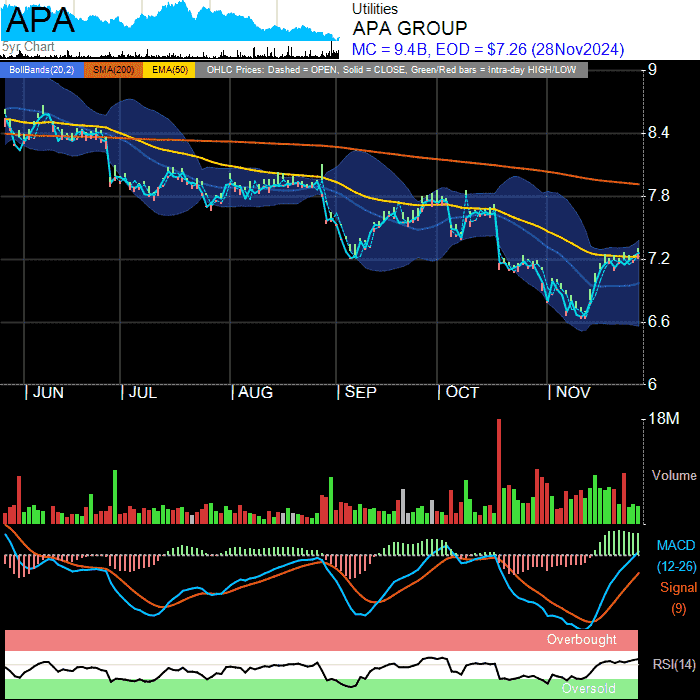 APA
5yr Chart
Utilities
APA GROUP
MC = 9.4B, EOD = $7.26 (28Nov2024)
BollBands(20,2) SMA(200) EMA(50) OHLC Prices: Dashed = OPEN, Solid = CLOSE, Green/Red bars = Intra-day HIGH/LOW
9
8.4
7.8
7.2
6.6
6
JUN JUL AUG SEP OCT NOV
18M
Volume
MACD
(12-26)
Signal
(9)
Overbought
RSI(14)
Oversold